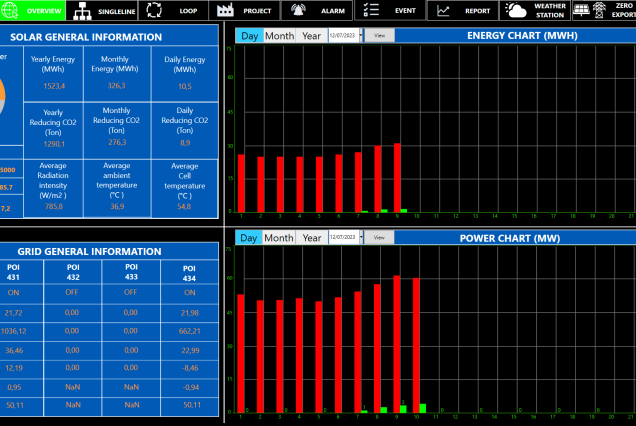 OVERVIEW SINGLELINE LOOP PROJECT ALARM EVENT REPORT WEATHER STATION ZERO EXPORT
SOLAR GENERAL INFORMATION
er
Yearly Energy (MWh) Monthly Energy (MWh) Daily Energy (MWh)
1523,4 326,3 10,5
Yearly Reducing CO2 (Ton) Monthly Reducing CO2 (Ton) Daily Reducing CO2 (Ton)
1290,1 276,3 8,9
Average Radiation intensity (W/m2 ) Average ambient temperature (°C ) Average Cell temperature (°C )
785,8 36,9 54,8
5000
85,7
7,2
Day Month Year 12/07/2023 View ENERGY CHART (MWH)
75
60
45
30
15
0
1 2 3 4 5 6 7 8 9 10 11 12 13 14 15 16 17 18 19 20 21
GRID GENERAL INFORMATION
POI 431 POI 432 POI 433 POI 434
ON OFF OFF ON
21,72 0,00 0,00 21,98
1036,12 0,00 0,00 662,21
36,46 0,00 0,00 22,99
12,19 0,00 0,00 -8,46
0,95 NaN NaN -0,94
50,11 NaN NaN 50,11
Day Month Year 12/07/2023 View POWER CHART (MW)
75
60
45
30
15
0
1 2 3 4 5 6 7 8 9 10 11 12 13 14 15 16 17 18 19 20 21